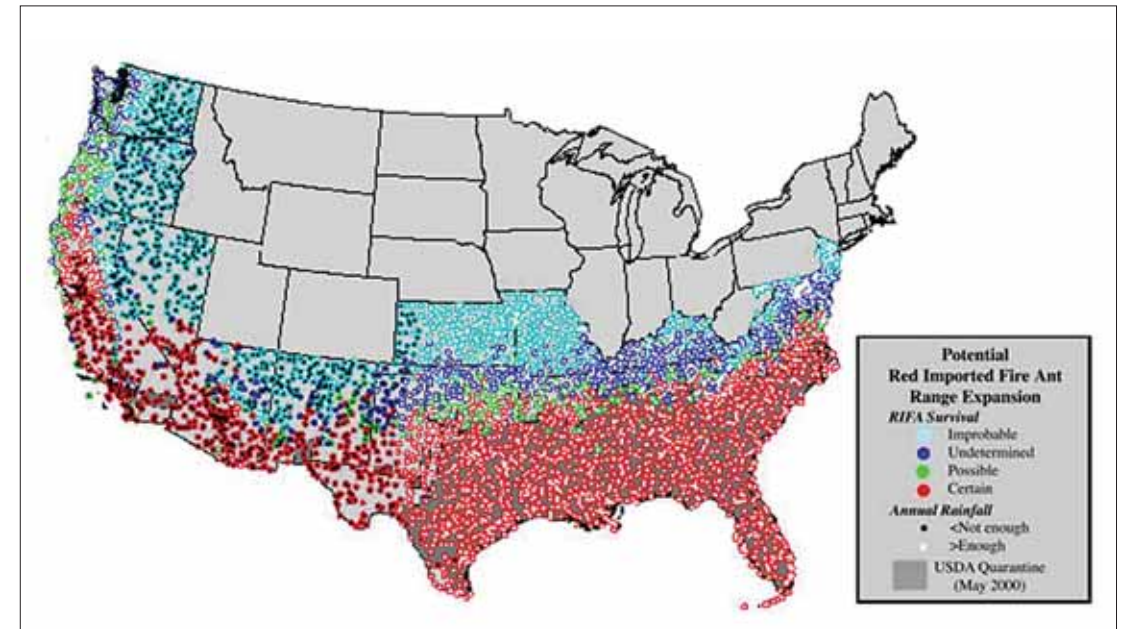 Potential
Red Imported Fire Ant
Range Expansion
RIFA Survival
Improbable
Undetermined
Possible
Certain
Annual Rainfall
<Not enough
>Enough
USDA Quarantine
(May 2000)